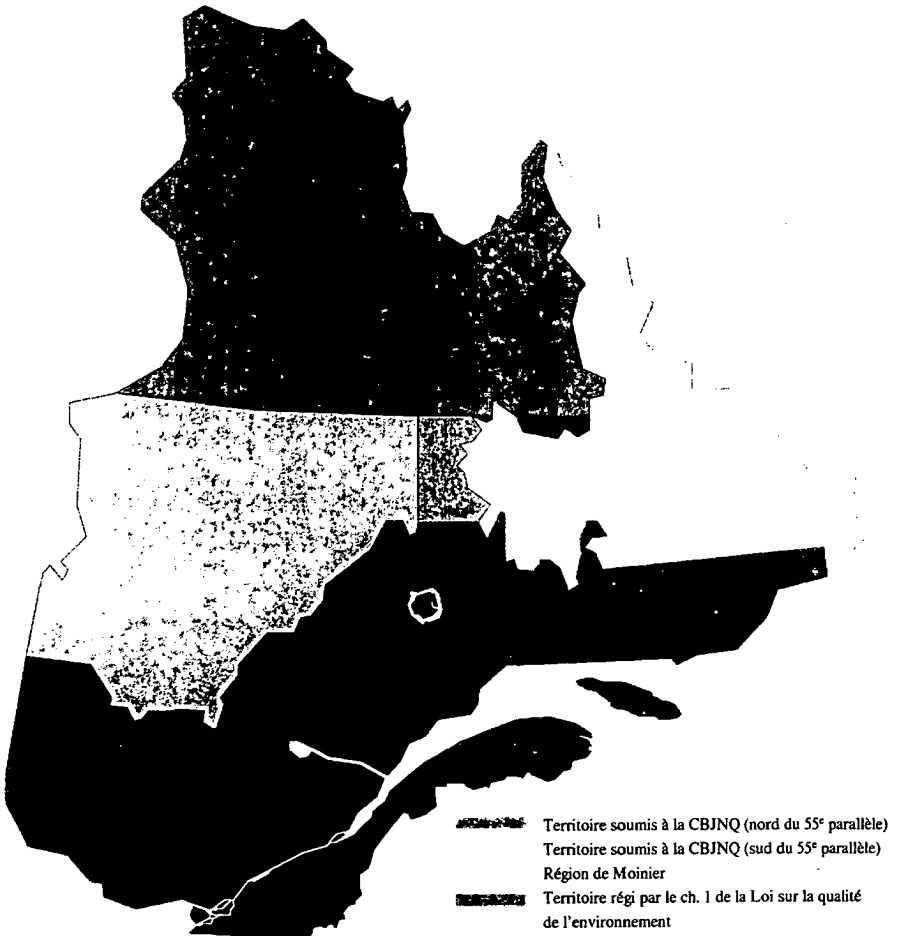 Territoire soumis à la CBJNQ (nord du 55e parallèle)
Territoire soumis à la CBJNQ (sud du 55e parallèle)
Région de Moinier
Territoire régi par le ch. 1 de la Loi sur la qualité
de l'environnement